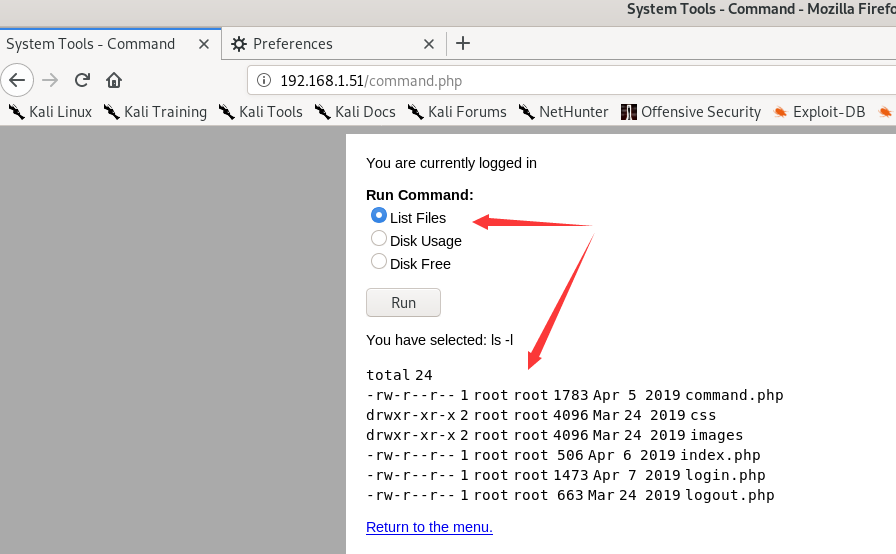 System Tools - Command - Mozilla Firefo
System Tools - Command
Preferences
192.168.1.51/command.php
Kali Linux Kali Training Kali Tools Kali Docs Kali Forums NetHunter Offensive Security Exploit-DB
You are currently logged in
Run Command:
List Files
Disk Usage
Disk Free
Run
You have selected: ls -l
total 24
-rw-r--r-- 1 root root 1783 Apr 5 2019 command.php
drwxr-xr-x 2 root root 4096 Mar 24 2019 css
drwxr-xr-x 2 root root 4096 Mar 24 2019 images
-rw-r--r-- 1 root root 506 Apr 6 2019 index.php
-rw-r--r-- 1 root root 1473 Apr 7 2019 login.php
-rw-r--r-- 1 root root 663 Mar 24 2019 logout.php
Return to the menu.